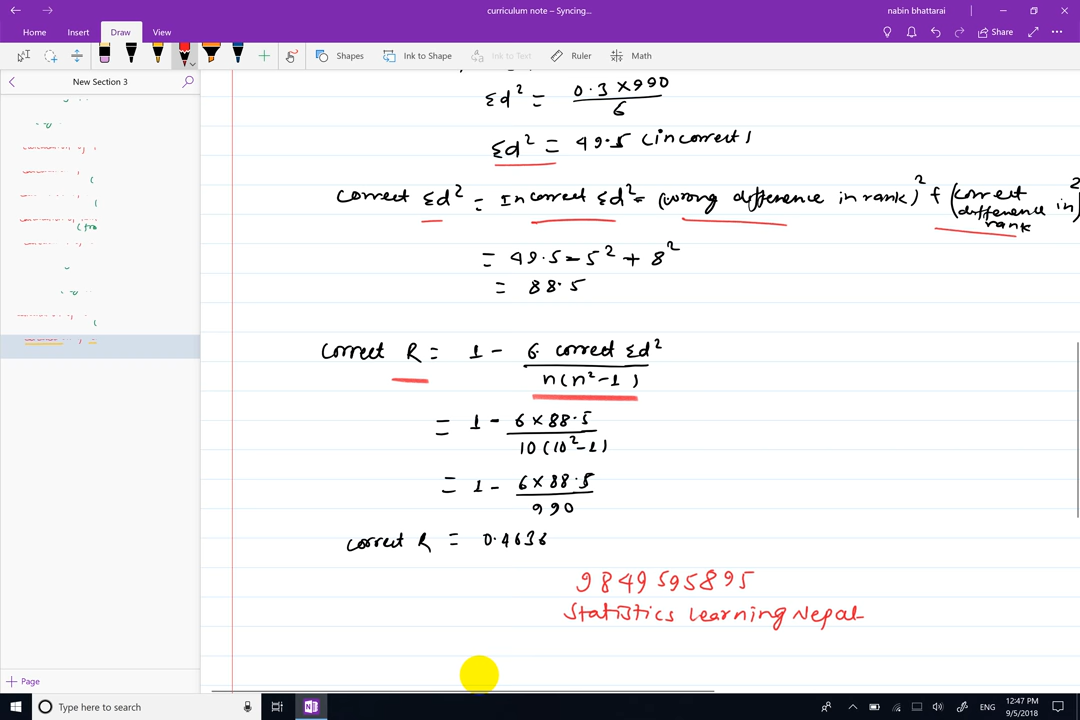 curriculum note – Syncing...
nabin bhattarai
Home Insert Draw View
Share
Shapes Ink to Shape Ink to Text Ruler Math
New Section 3
Σd² = 0.3 × 990 / 6
Σd² = 49.5 (incorrect)
Correct Σd² = Incorrect Σd² - (wrong difference in rank)² + (correct difference in rank)²
= 49.5 - 5² + 8²
= 88.5
Correct R = 1 - 6 correct Σd² / n(n²-1)
= 1 - 6 × 88.5 / 10(10²-1)
= 1 - 6 × 88.5 / 990
correct R = 0.4636
9849595895
Statistics Learning Nepal
+ Page
Type here to search
ENG
12:47 PM
9/5/2018